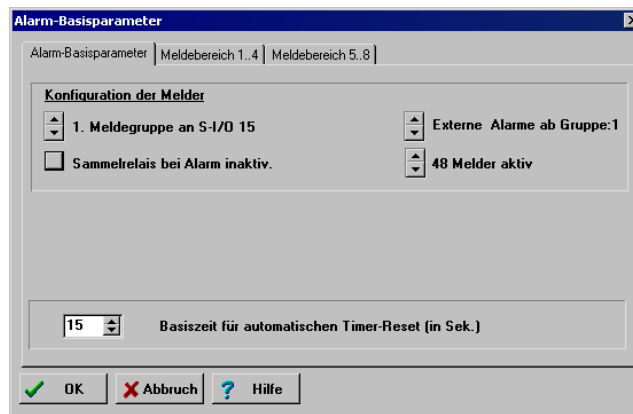 Alarm-Basisparameter
Alarm-Basisparameter Meldebereich 1..4 Meldebereich 5..8
Konfiguration der Melder
1. Meldegruppe an S-I/O 15 Externe Alarme ab Gruppe:1
Sammelrelais bei Alarm inaktiv. 48 Melder aktiv
15 Basiszeit für automatischen Timer-Reset (in Sek.)
OK Abbruch ? Hilfe